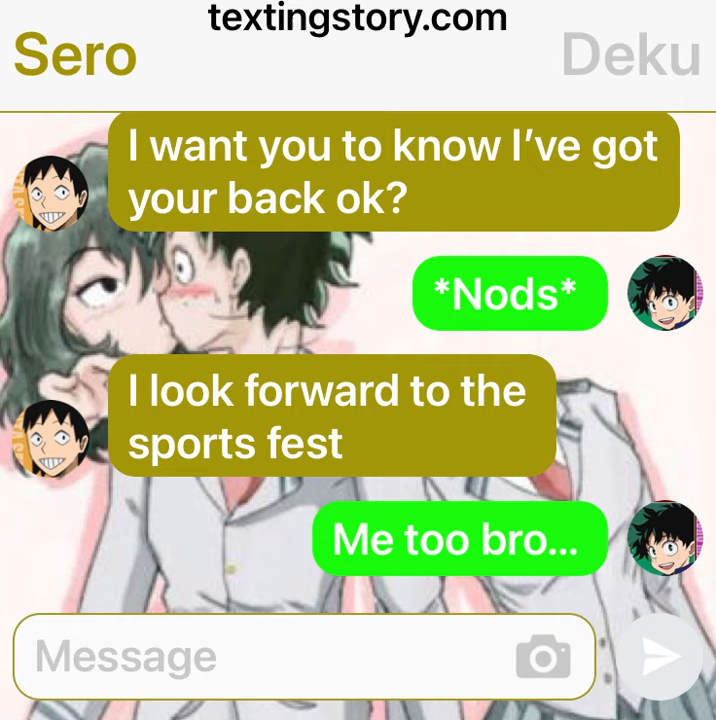 textingstory.com
Sero
Deku
I want you to know I’ve got
your back ok?
*Nods*
I look forward to the
sports fest
Me too bro...
Message